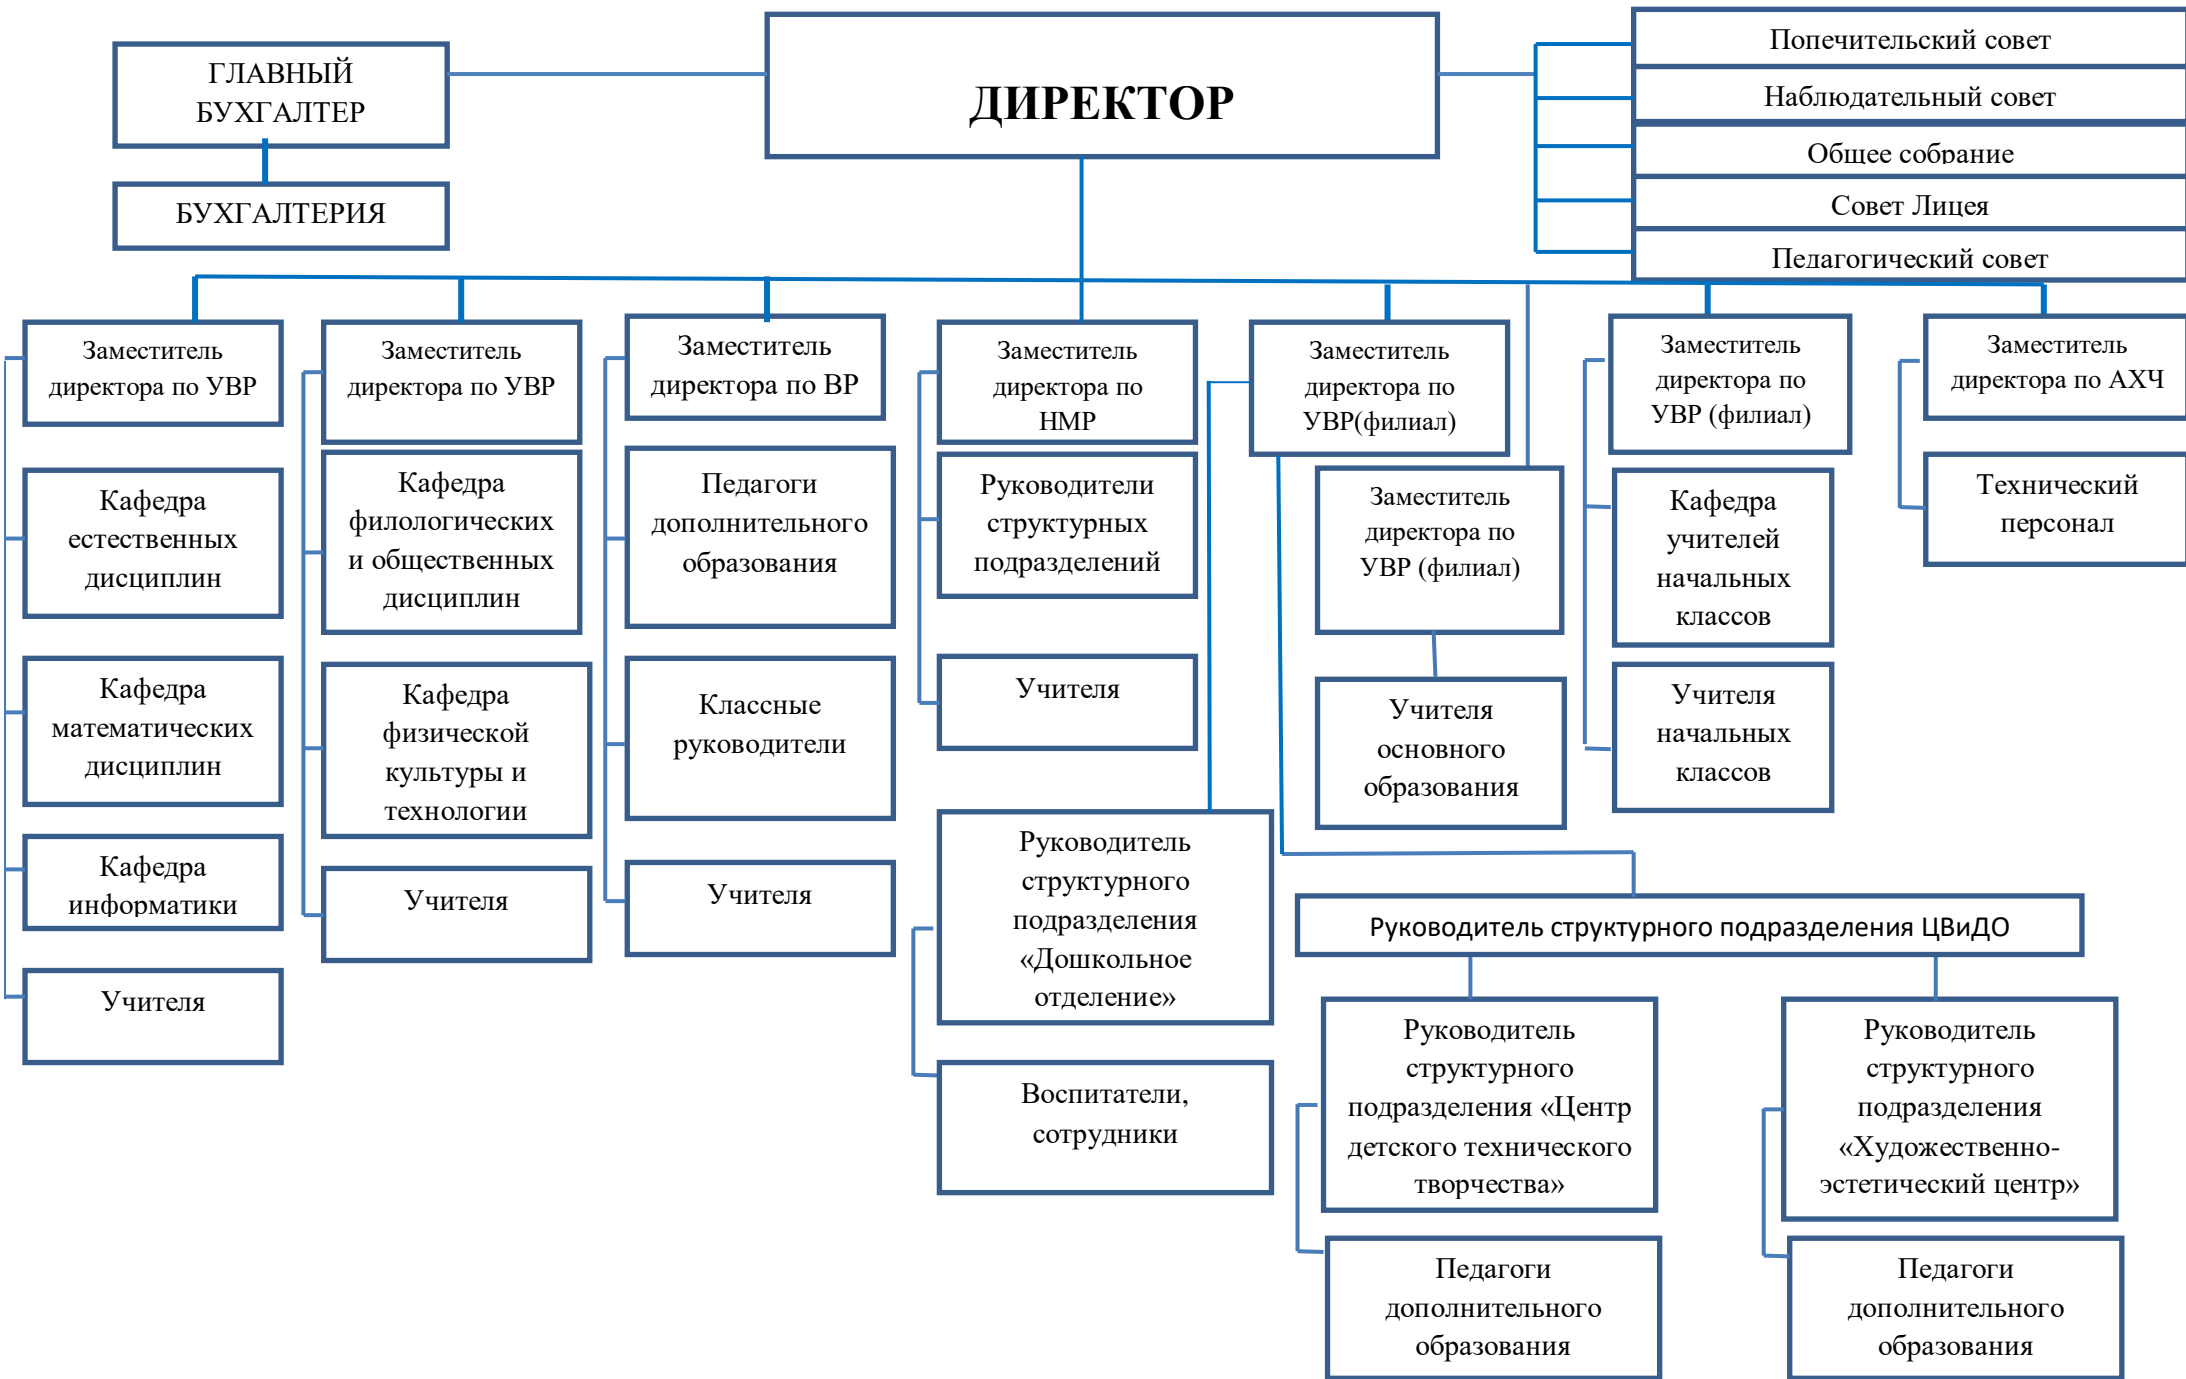 ГЛАВНЫЙ
БУХГАЛТЕР
БУХГАЛТЕРИЯ
ДИРЕКТОР
Попечительский совет
Наблюдательный совет
Общее собрание
Совет Лицея
Педагогический совет
Заместитель
директора по УВР
Кафедра
естественных
дисциплин
Кафедра
математических
дисциплин
Кафедра
информатики
Учителя
Заместитель
директора по УВР
Кафедра
филологических
и общественных
дисциплин
Кафедра
физической
культуры и
технологии
Учителя
Заместитель
директора по ВР
Педагоги
дополнительного
образования
Классные
руководители
Учителя
Заместитель
директора по
НМР
Руководители
структурных
подразделений
Учителя
Заместитель
директора по
УВР(филиал)
Руководитель
структурного
подразделения
«Дошкольное
отделение»
Воспитатели,
сотрудники
Заместитель
директора по
УВР (филиал)
Учителя
основного
образования
Заместитель
директора по
УВР (филиал)
Кафедра
учителей
начальных
классов
Учителя
начальных
классов
Заместитель
директора по АХЧ
Технический
персонал
Руководитель структурного подразделения ЦВиДО
Руководитель
структурного
подразделения «Центр
детского технического
творчества»
Педагоги
дополнительного
образования
Руководитель
структурного
подразделения
«Художественно-
эстетический центр»
Педагоги
дополнительного
образования